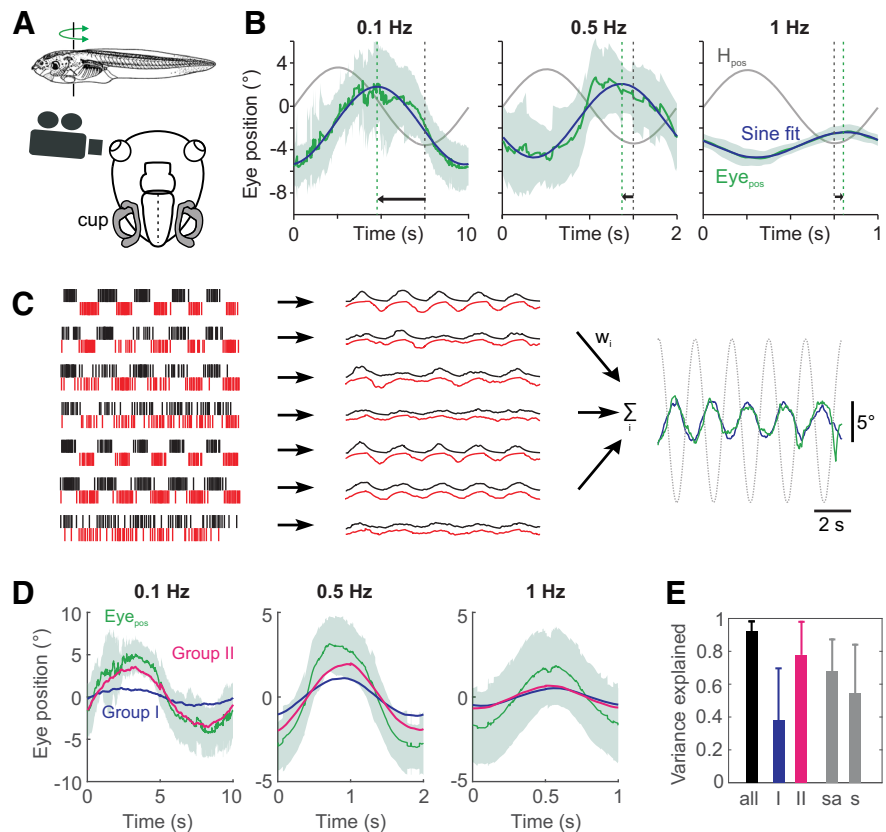 A
cup
B
0.1 Hz
0.5 Hz
1 Hz
Eye position (°)
6
4
0
-4
-8
0
Time (s)
10
0
Time (s)
2
0
Time (s)
1
Hpos
Sine fit
Eyepos
C
wi
Σ
i
5°
2 s
D
0.1 Hz
0.5 Hz
1 Hz
Eye position (°)
10
5
0
-5
-10
Eyepos
Group II
Group I
0
10
Time (s)
5
0
-5
0
1
2
Time (s)
5
0
-5
0
0.5
1
Time (s)
E
Variance explained
1
0.8
0.6
0.4
0.2
0
all
I
II
sa
s